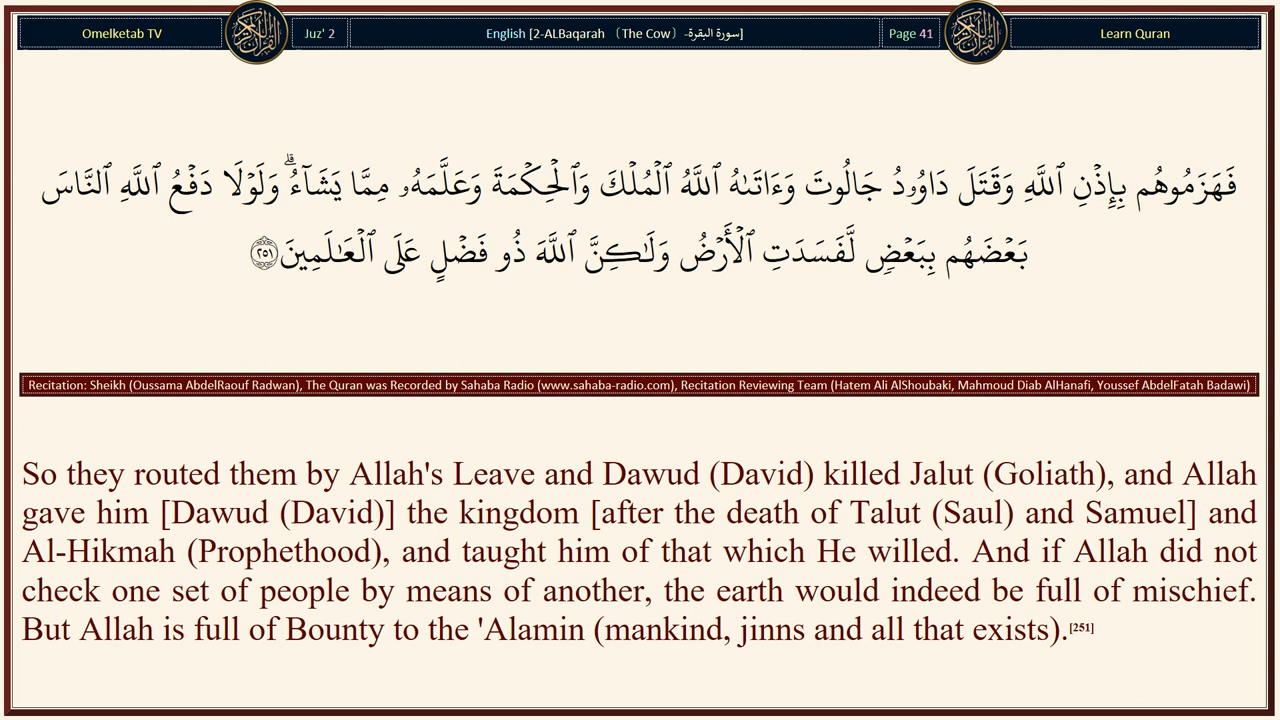 Omelketab TV
Juz' 2
English [2-ALBaqarah (The Cow) -سورة البقرة]
Page 41
Learn Quran
فَهَزَمُوهُم بِإِذۡنِ ٱللَّهِ وَقَتَلَ دَاوُۥدُ جَالُوتَ وَءَاتَىٰهُ ٱللَّهُ ٱلۡمُلۡكَ وَٱلۡحِكۡمَةَ وَعَلَّمَهُۥ مِمَّا يَشَآءُۗ وَلَوۡلَا دَفۡعُ ٱللَّهِ ٱلنَّاسَ
بَعۡضَهُم بِبَعۡضٖ لَّفَسَدَتِ ٱلۡأَرۡضُ وَلَٰكِنَّ ٱللَّهَ ذُو فَضۡلٍ عَلَى ٱلۡعَٰلَمِينَ ٢٥١
Recitation: Sheikh (Oussama AbdelRaouf Radwan), The Quran was Recorded by Sahaba Radio (www.sahaba-radio.com), Recitation Reviewing Team (Hatem Ali AlShoubaki, Mahmoud Diab AlHanafi, Youssef AbdelFatah Badawi)
So they routed them by Allah's Leave and Dawud (David) killed Jalut (Goliath), and Allah
gave him [Dawud (David)] the kingdom [after the death of Talut (Saul) and Samuel] and
Al-Hikmah (Prophethood), and taught him of that which He willed. And if Allah did not
check one set of people by means of another, the earth would indeed be full of mischief.
But Allah is full of Bounty to the 'Alamin (mankind, jinns and all that exists).[251]